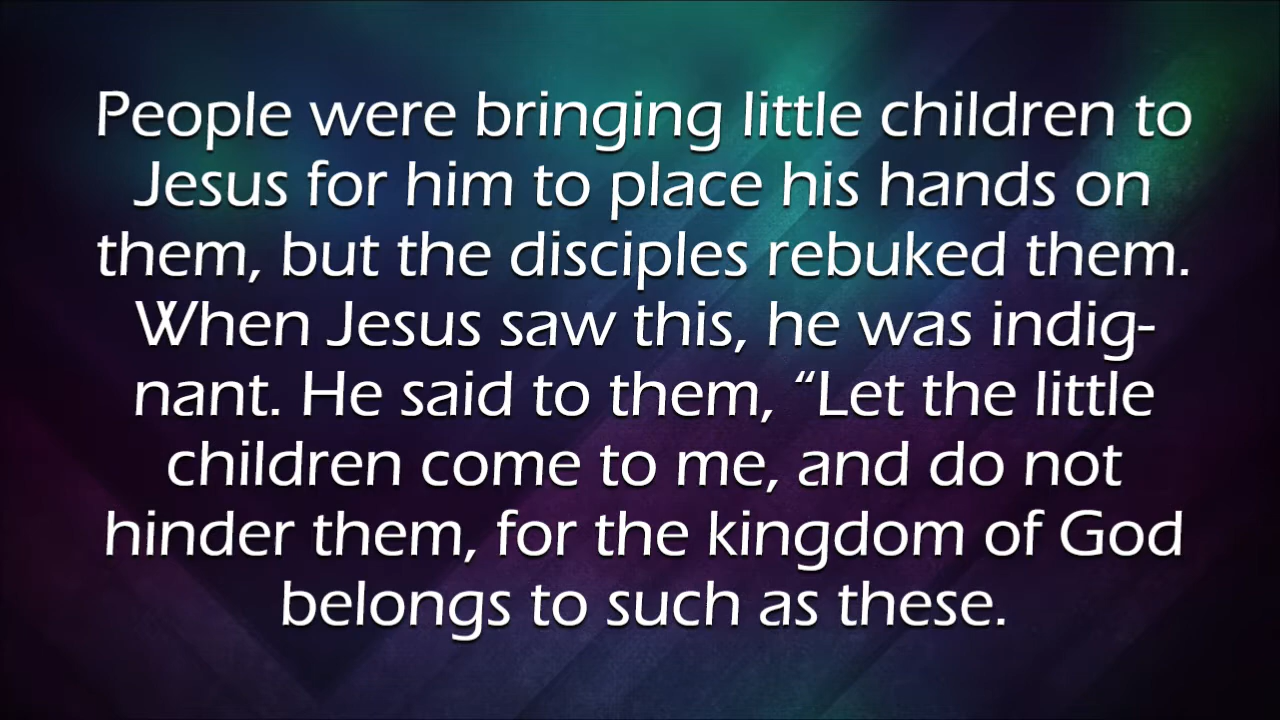 People were bringing little children to
Jesus for him to place his hands on
them, but the disciples rebuked them.
When Jesus saw this, he was indig-
nant. He said to them, “Let the little
children come to me, and do not
hinder them, for the kingdom of God
belongs to such as these.